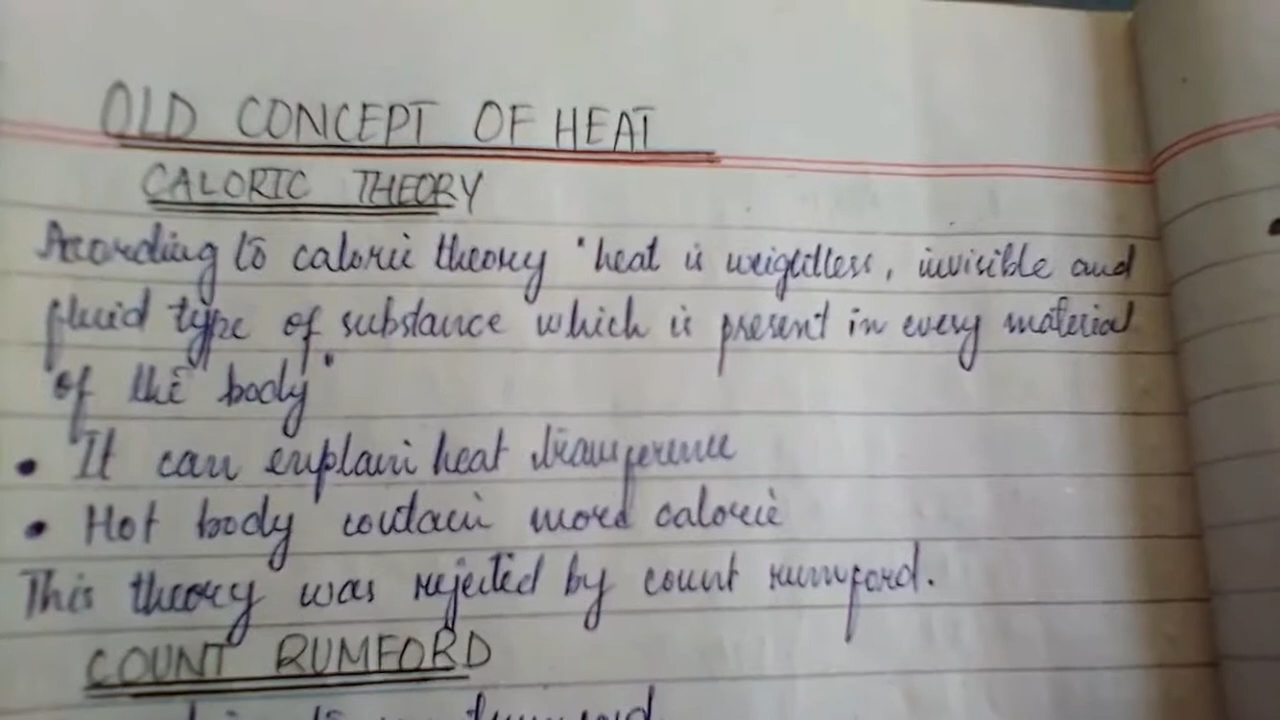 OLD CONCEPT OF HEAT
CALORIC THEORY
According to caloric theory "heat is weightless, invisible and
fluid type of substance which is present in every material
of the body"
• It can explain heat transference
• Hot body contain more caloric
This theory was rejected by count rumford.
COUNT RUMFORD